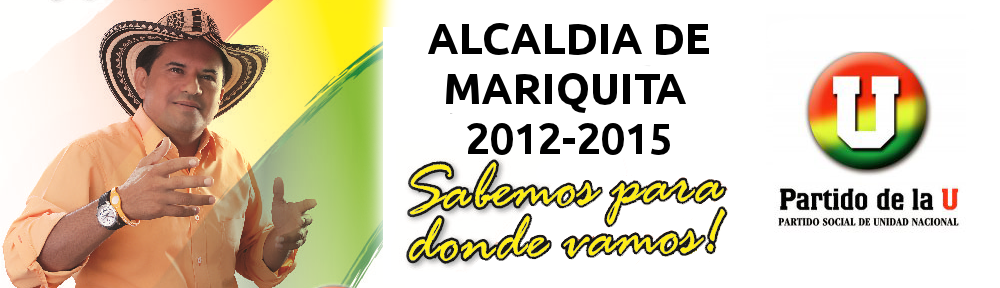 ALCALDIA DE
MARIQUITA
2012-2015
Sabemos para
donde vamos!
U
Partido de la U
PARTIDO SOCIAL DE UNIDAD NACIONAL